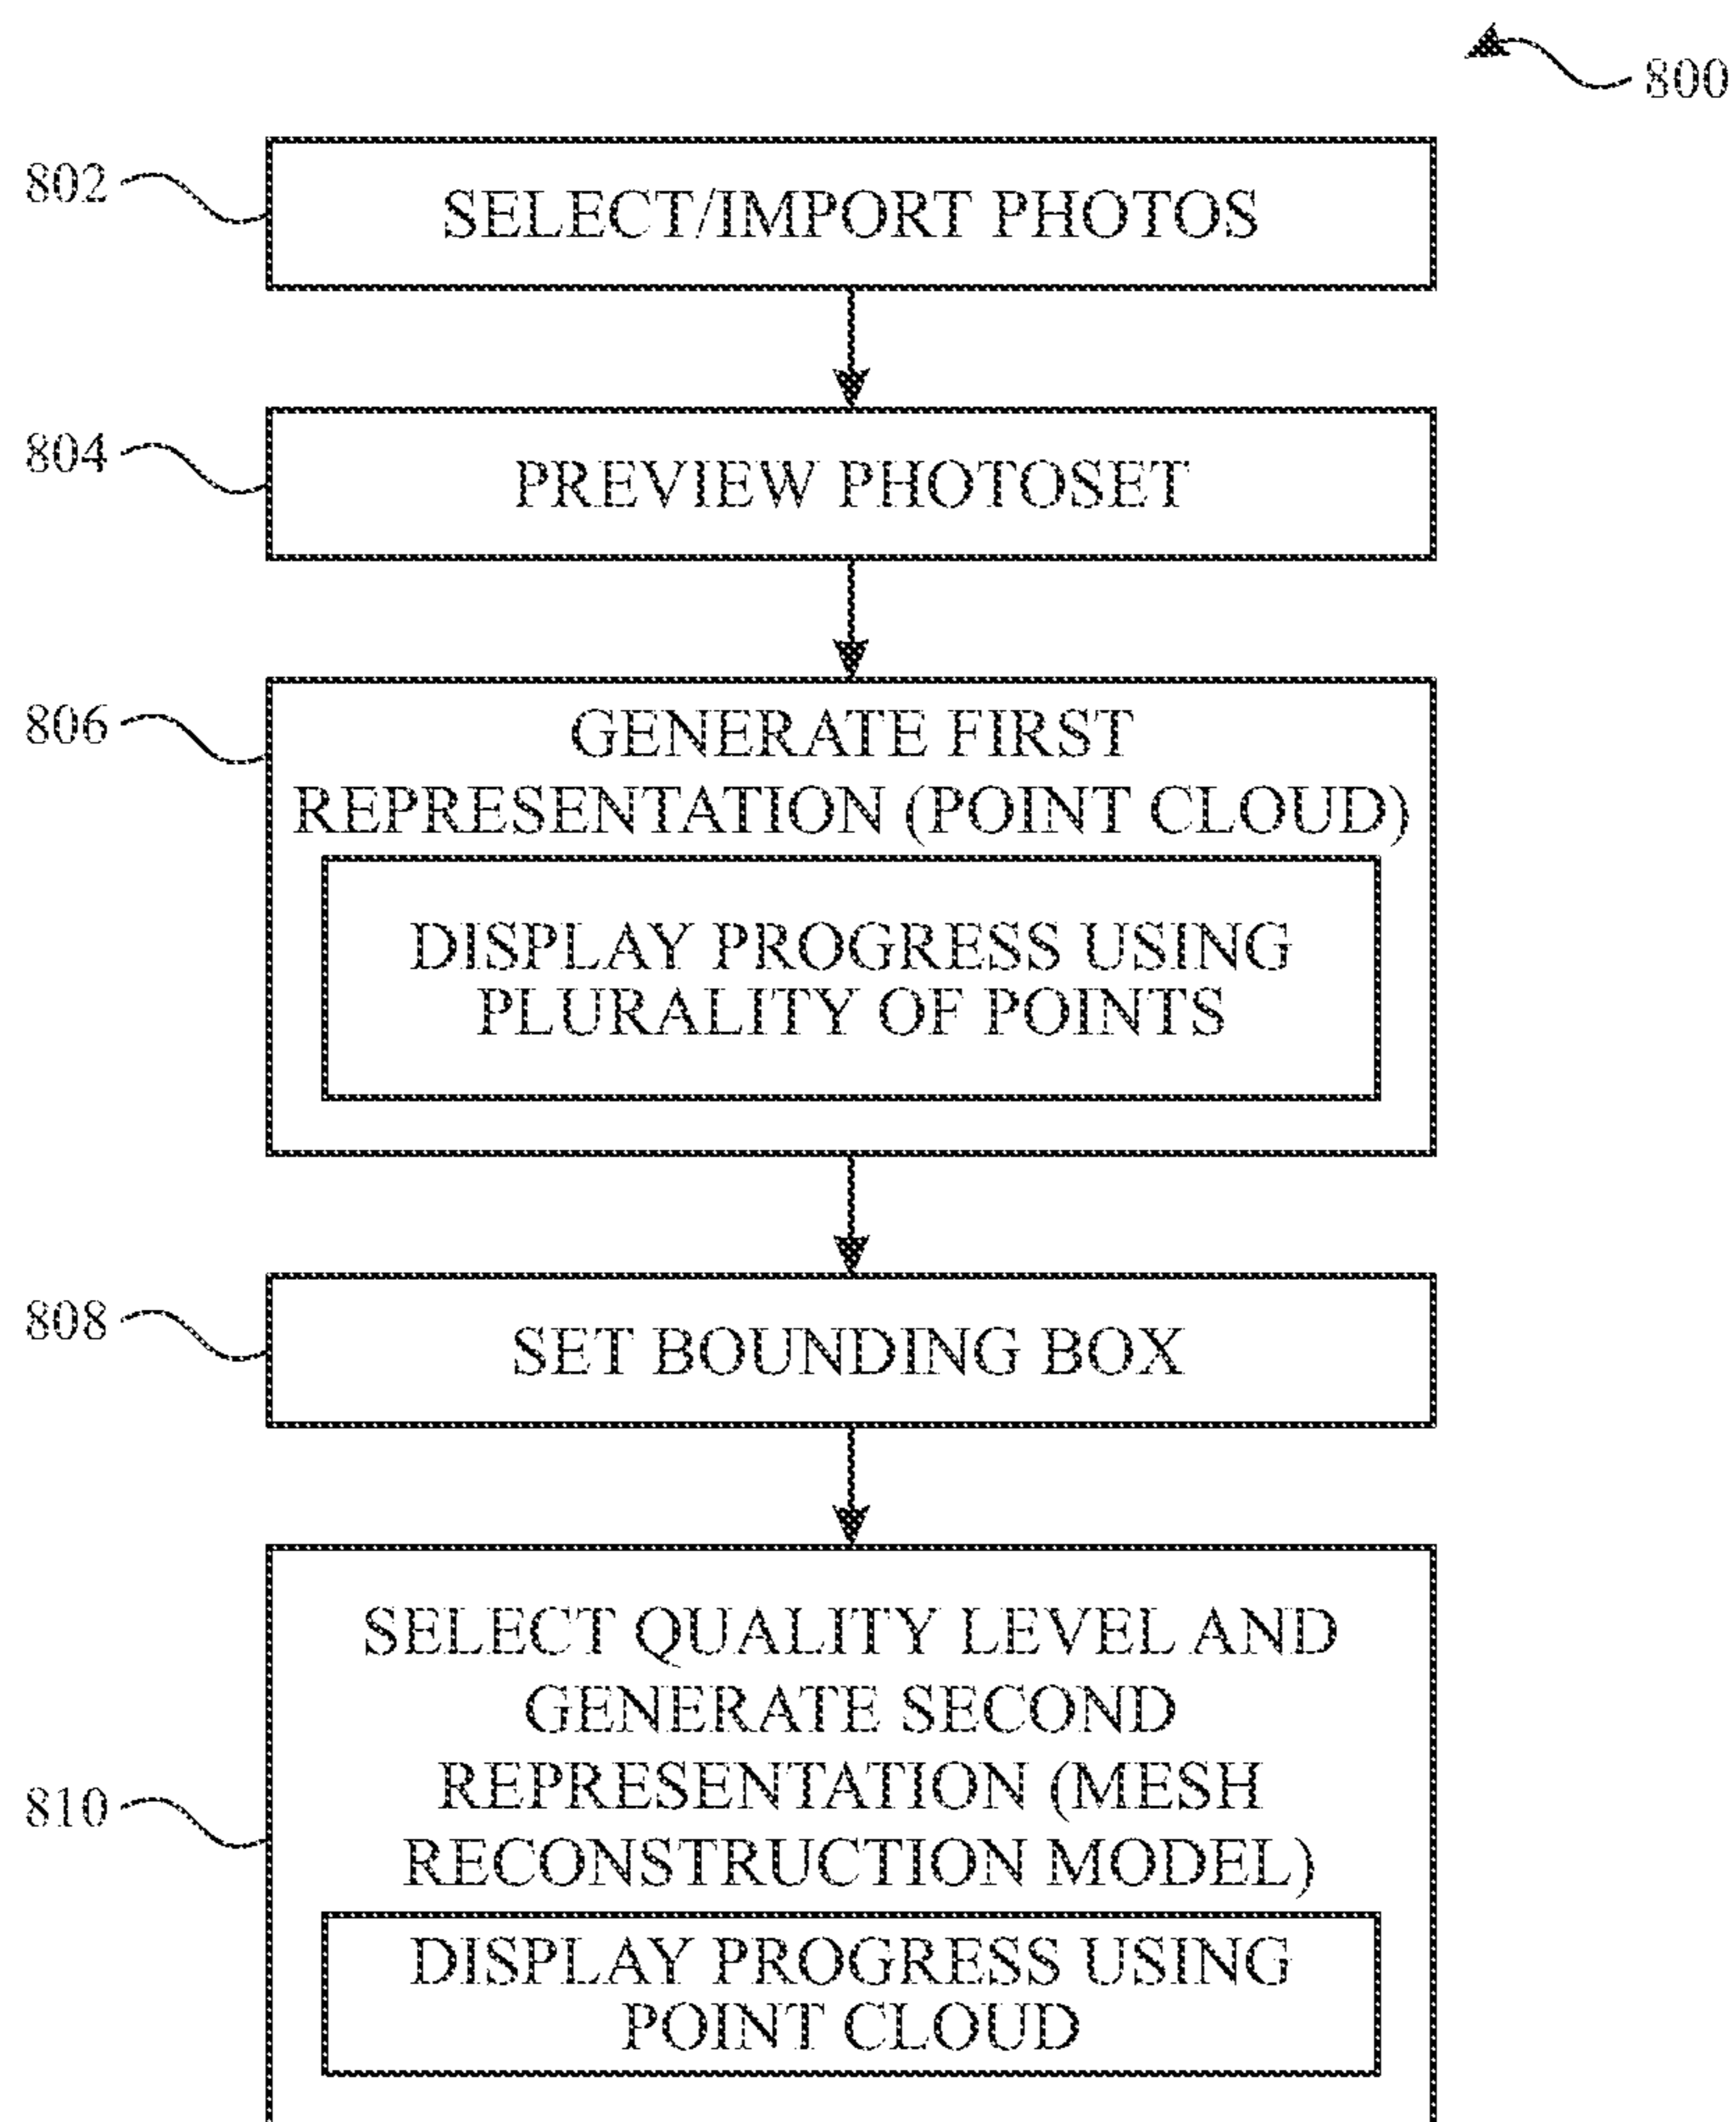 800
802
SELECT/IMPORT PHOTOS
804
PREVIEW PHOTOSET
806
GENERATE FIRST
REPRESENTATION (POINT CLOUD)
DISPLAY PROGRESS USING
PLURALITY OF POINTS
808
SET BOUNDING BOX
810
SELECT QUALITY LEVEL AND
GENERATE SECOND
REPRESENTATION (MESH
RECONSTRUCTION MODEL)
DISPLAY PROGRESS USING
POINT CLOUD